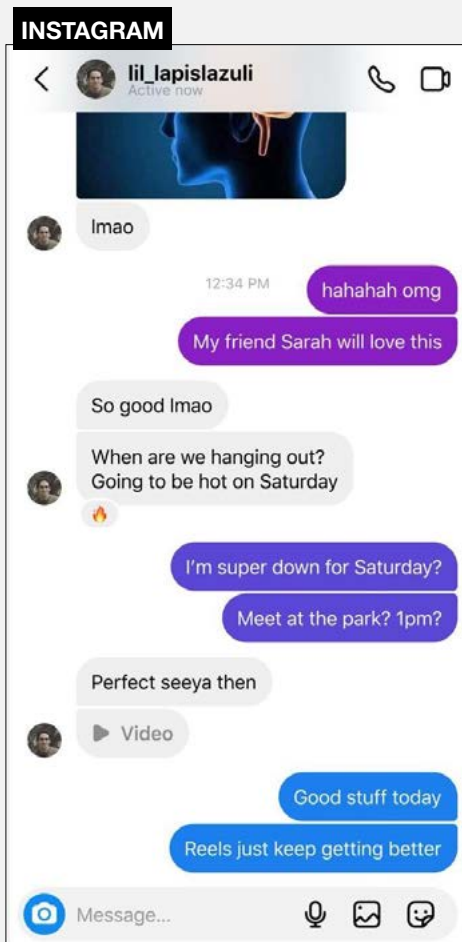 INSTAGRAM
lil_lapislazuli
Active now
lmao
12:34 PM
hahahah omg
My friend Sarah will love this
So good lmao
When are we hanging out?
Going to be hot on Saturday
I'm super down for Saturday?
Meet at the park? 1pm?
Perfect seeya then
Video
Good stuff today
Reels just keep getting better
Message...